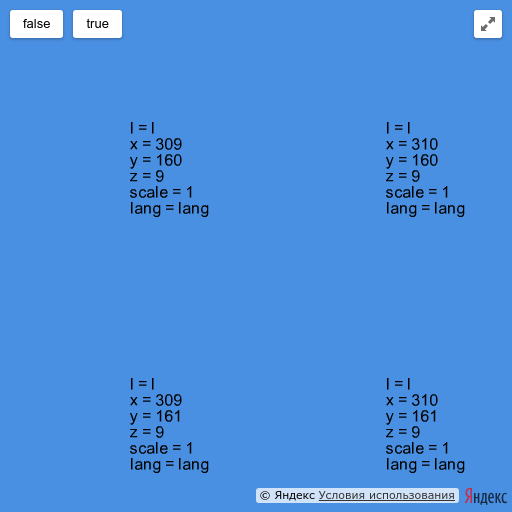 false
true
l = l
x = 309
y = 160
z = 9
scale = 1
lang = lang
l = l
x = 310
y = 160
z = 9
scale = 1
lang = lang
l = l
x = 309
y = 161
z = 9
scale = 1
lang = lang
l = l
x = 310
y = 161
z = 9
scale = 1
lang = lang
© Яндекс Условия использования
Яндекс